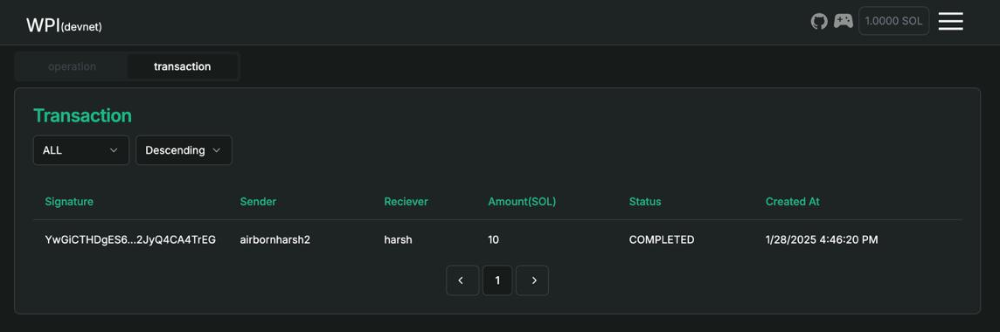 WPI(devnet)
1.0000 SOL
operation
transaction
Transaction
ALL
Descending
Signature Sender Reciever Amount(SOL) Status Created At
YwGiCTHDgES6...2JyQ4CA4TrEG airbornharsh2 harsh 10 COMPLETED 1/28/2025 4:46:20 PM
1